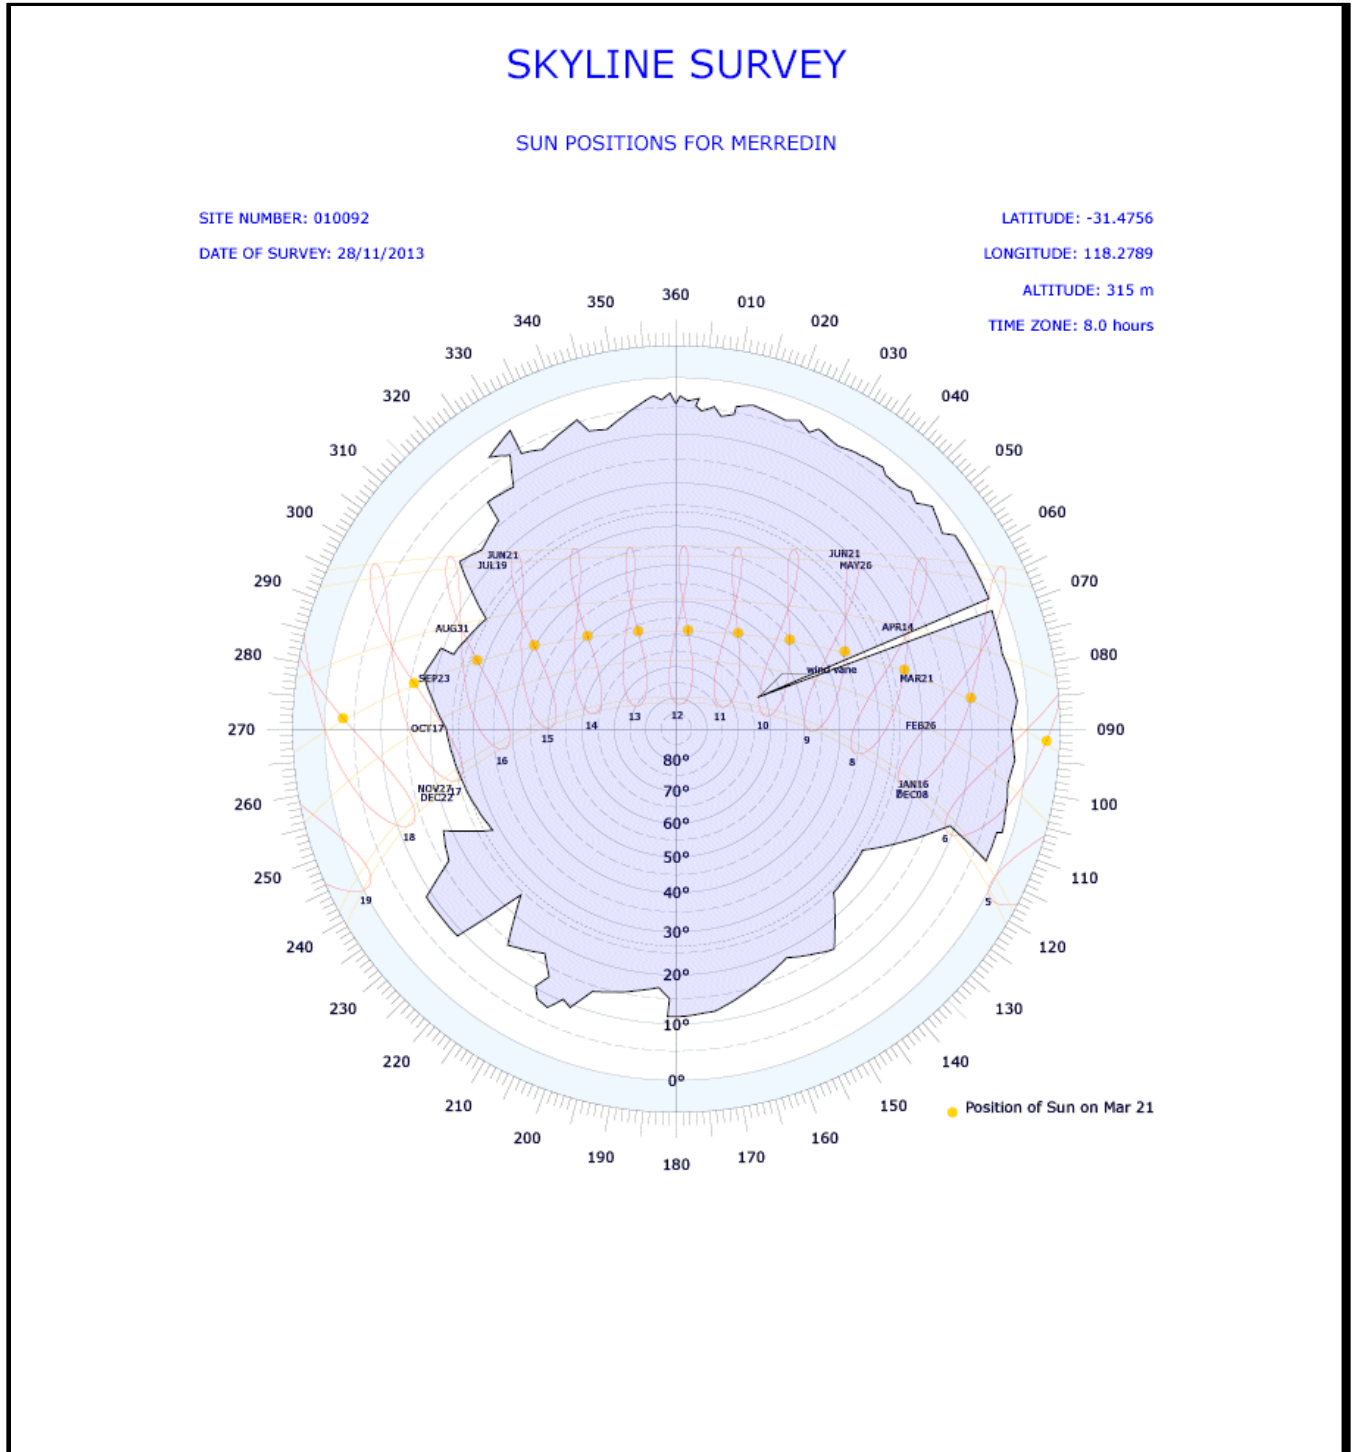 SKYLINE SURVEY
SUN POSITIONS FOR MERREDIN
SITE NUMBER: 010092
LATITUDE: -31.4756
DATE OF SURVEY: 28/11/2013
LONGITUDE: 118.2789
ALTITUDE: 315 m
TIME ZONE: 8.0 hours
360
350
010
340
020
330
030
320
040
310
050
300
060
290
070
280
080
270
090
260
100
250
110
240
120
230
130
220
140
210
150
200
160
190
170
180
JUN21
JUL19
JUN21
MAY26
AUG31
APR14
wind vane
SEP23
MAR21
OCT17
FEB26
NOV27
DEC22
JAN16
DEC08
19
18
17
16
15
14
13
12
11
10
9
8
6
5
80°
70°
60°
50°
40°
30°
20°
10°
0°
Position of Sun on Mar 21